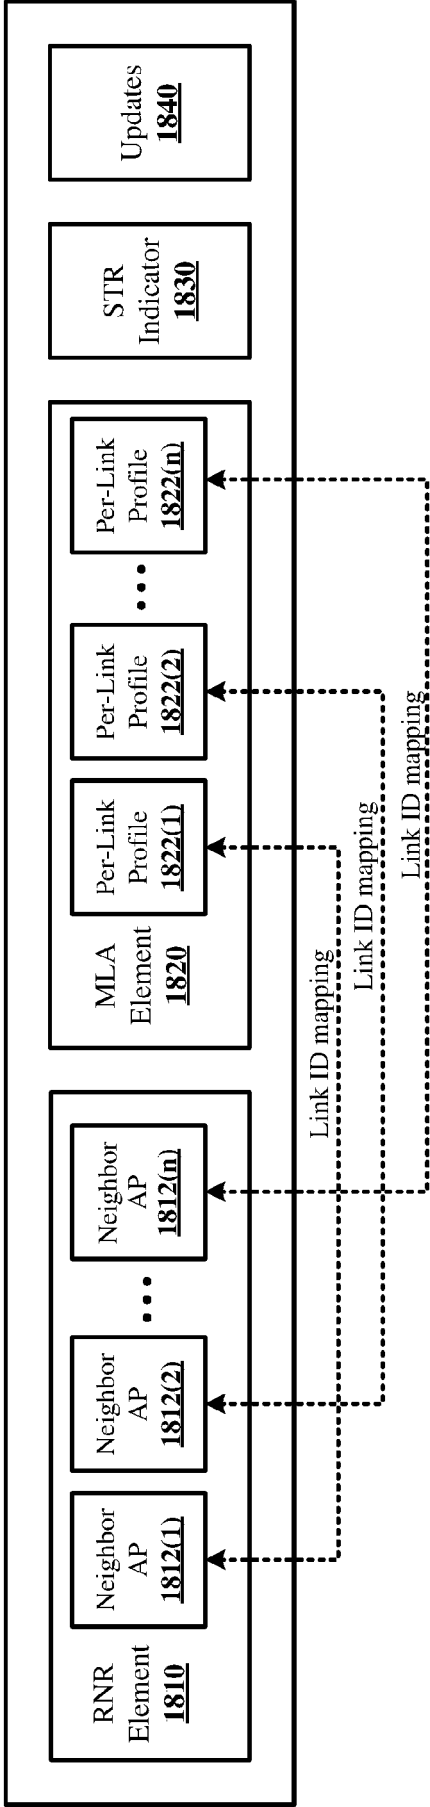 RNR
Element
1810
Neighbor
AP
1812(1)
Neighbor
AP
1812(2)
Neighbor
AP
1812(n)
MLA
Element
1820
Per-Link
Profile
1822(1)
Per-Link
Profile
1822(2)
Per-Link
Profile
1822(n)
STR
Indicator
1830
Updates
1840
Link ID mapping
Link ID mapping
Link ID mapping